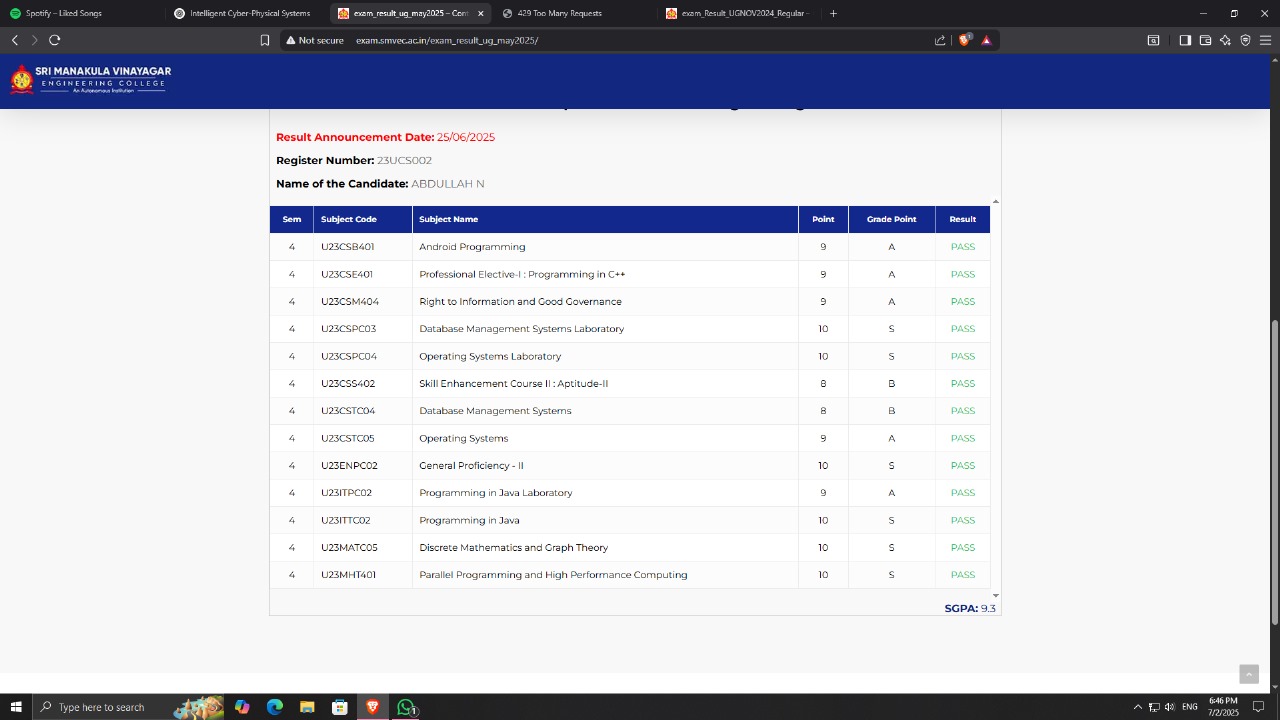 Spotify – Liked Songs
Intelligent Cyber-Physical Systems
exam_result_ug_may2025 – Cont
429 Too Many Requests
exam_Result_UGNOV2024_Regular –
Not secure exam.smvec.ac.in/exam_result_ug_may2025/
SRI MANAKULA VINAYAGAR
ENGINEERING COLLEGE
An Autonomous Institution
Result Announcement Date: 25/06/2025
Register Number: 23UCS002
Name of the Candidate: ABDULLAH N
Sem Subject Code Subject Name Point Grade Point Result
4 U23CSB401 Android Programming 9 A PASS
4 U23CSE401 Professional Elective-I : Programming in C++ 9 A PASS
4 U23CSM404 Right to Information and Good Governance 9 A PASS
4 U23CSPC03 Database Management Systems Laboratory 10 S PASS
4 U23CSPC04 Operating Systems Laboratory 10 S PASS
4 U23CSS402 Skill Enhancement Course II : Aptitude-II 8 B PASS
4 U23CSTC04 Database Management Systems 8 B PASS
4 U23CSTC05 Operating Systems 9 A PASS
4 U23ENPC02 General Proficiency - II 10 S PASS
4 U23ITPC02 Programming in Java Laboratory 9 A PASS
4 U23ITTC02 Programming in Java 10 S PASS
4 U23MATC05 Discrete Mathematics and Graph Theory 10 S PASS
4 U23MHT401 Parallel Programming and High Performance Computing 10 S PASS
SGPA: 9.3
Type here to search
1
ENG
6:46 PM
7/2/2025